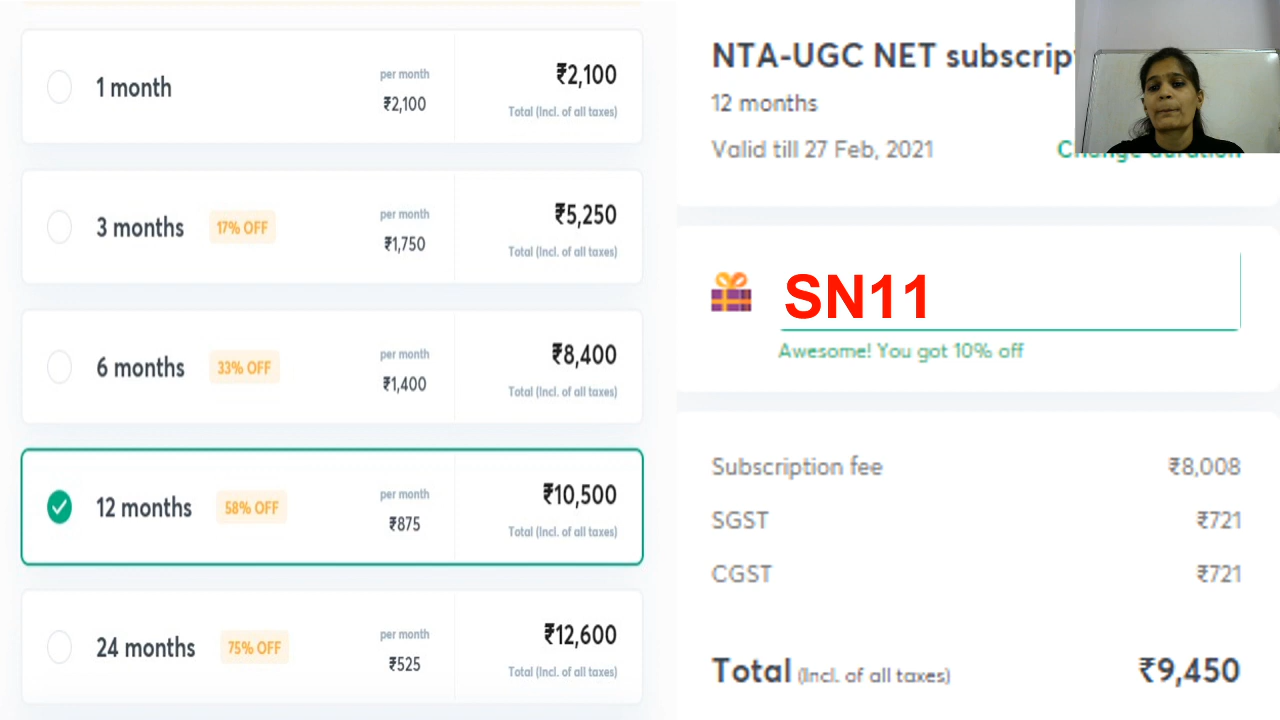 1 month
per month
₹2,100
₹2,100
Total (Incl. of all taxes)
3 months
17% OFF
per month
₹1,750
₹5,250
Total (Incl. of all taxes)
6 months
33% OFF
per month
₹1,400
₹8,400
Total (Incl. of all taxes)
12 months
58% OFF
per month
₹875
₹10,500
Total (Incl. of all taxes)
24 months
75% OFF
per month
₹525
₹12,600
Total (Incl. of all taxes)
NTA-UGC NET subscrip
12 months
Valid till 27 Feb, 2021
Change duration
SN11
Awesome! You got 10% off
Subscription fee ₹8,008
SGST ₹721
CGST ₹721
Total (Incl. of all taxes) ₹9,450